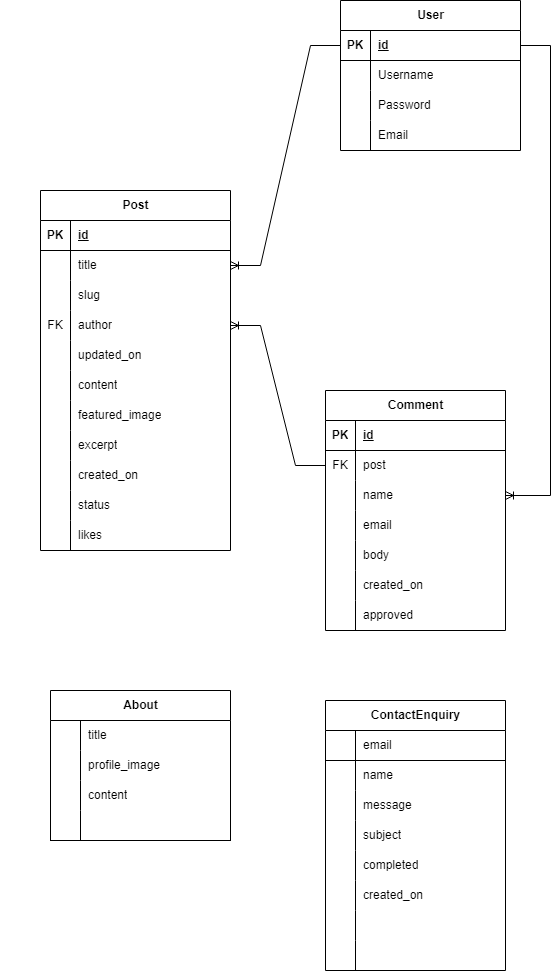 User
PK id
Username
Password
Email
Post
PK id
title
slug
FK author
updated_on
content
featured_image
excerpt
created_on
status
likes
Comment
PK id
FK post
name
email
body
created_on
approved
About
title
profile_image
content
ContactEnquiry
email
name
message
subject
completed
created_on